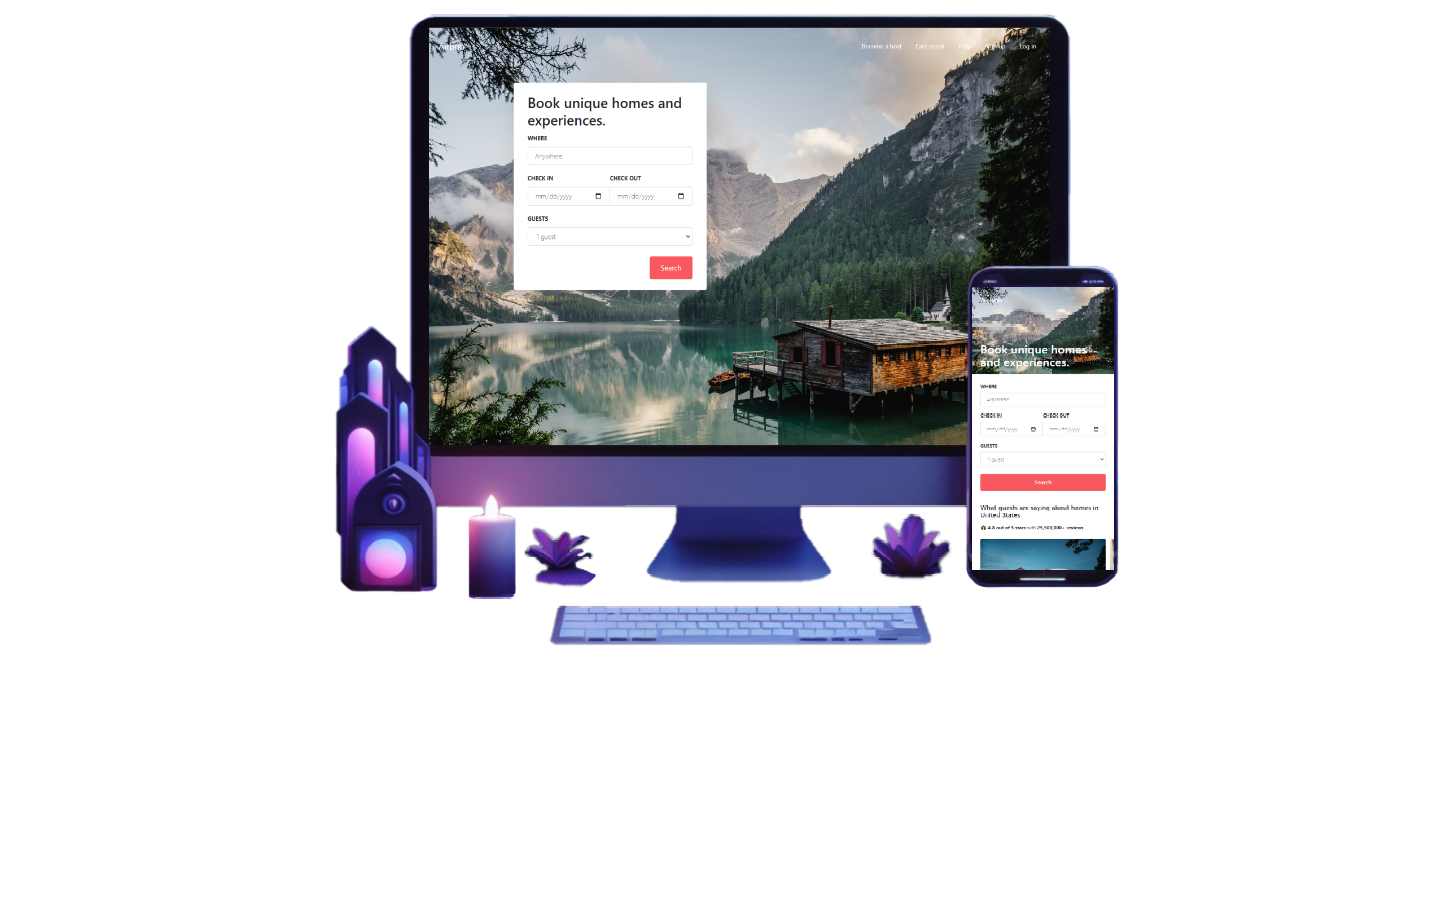 Airbnb
Become a host Earn credit Help Sign up Log in
Book unique homes and
experiences.
WHERE
Anywhere
CHECK IN CHECK OUT
mm/dd/yyyy mm/dd/yyyy
GUESTS
1 guest
Search
Book unique homes
and experiences.
WHERE
Anywhere
CHECK IN CHECK OUT
mm/dd/yyyy mm/dd/yyyy
GUESTS
1 guest
Search
What guests are saying about homes in
United States
4.8 out of 5 stars with 29,500,000+ reviews